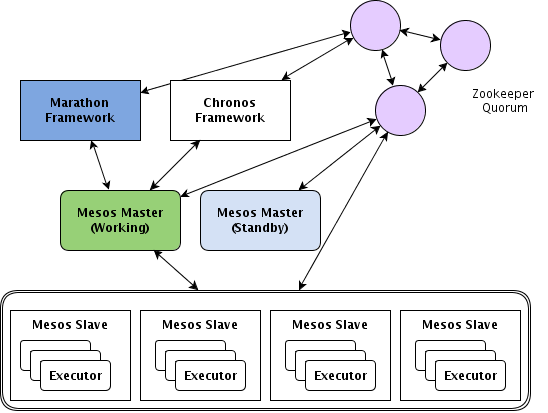 Zookeeper
Quorum
Marathon
Framework
Chronos
Framework
Mesos Master
(Working)
Mesos Master
(Standby)
Mesos Slave
Executor
Mesos Slave
Executor
Mesos Slave
Executor
Mesos Slave
Executor